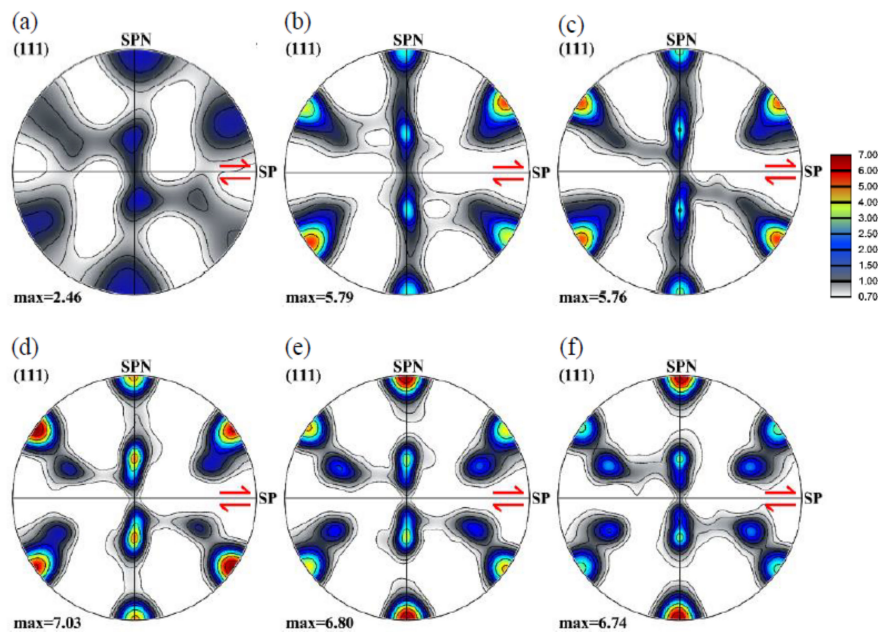 (a)
(b)
(c)
(111)
SPN
(111)
SPN
(111)
SPN
SP
SP
SP
7.00
6.00
5.00
4.00
3.00
2.50
2.00
1.50
1.00
0.70
max=2.46
max=5.79
max=5.76
(d)
(e)
(f)
(111)
SPN
(111)
SPN
(111)
SPN
SP
SP
SP
max=7.03
max=6.80
max=6.74